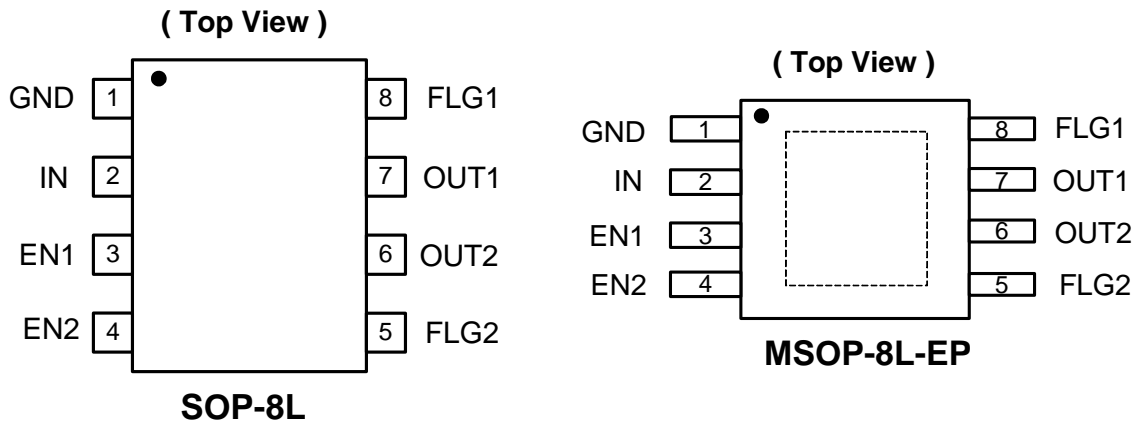 ( Top View )
GND 1 8 FLG1
IN 2 7 OUT1
EN1 3 6 OUT2
EN2 4 5 FLG2
SOP-8L
( Top View )
GND 1 8 FLG1
IN 2 7 OUT1
EN1 3 6 OUT2
EN2 4 5 FLG2
MSOP-8L-EP